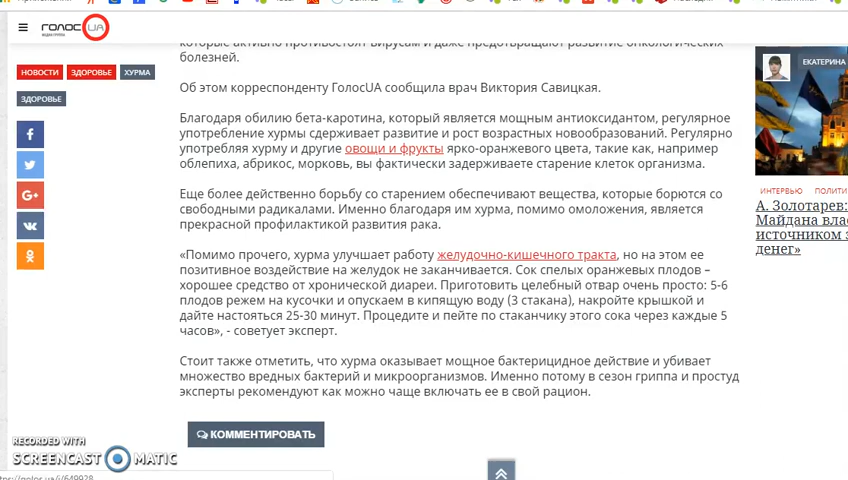 ГОЛОС UA
НОВОСТИ
ЗДОРОВЬЕ
ХУРМА
ЗДОРОВЬЕ
которые активно противостоят вирусам и даже предотвращают развитие онкологических
болезней.
Об этом корреспонденту ГолосUA сообщила врач Виктория Савицкая.
Благодаря обилию бета-каротина, который является мощным антиоксидантом, регулярное
употребление хурмы сдерживает развитие и рост возрастных новообразований. Регулярно
употребляя хурму и другие овощи и фрукты ярко-оранжевого цвета, такие как, например
облепиха, абрикос, морковь, вы фактически задерживаете старение клеток организма.
Еще более действенно борьбу со старением обеспечивают вещества, которые борются со
свободными радикалами. Именно благодаря им хурма, помимо омоложения, является
прекрасной профилактикой развития рака.
«Помимо прочего, хурма улучшает работу желудочно-кишечного тракта, но на этом ее
позитивное воздействие на желудок не заканчивается. Сок спелых оранжевых плодов –
хорошее средство от хронической диареи. Приготовить целебный отвар очень просто: 5-6
плодов режем на кусочки и опускаем в кипящую воду (3 стакана), накройте крышкой и
дайте настояться 25-30 минут. Процедите и пейте по стаканчику этого сока через каждые 5
часов», - советует эксперт.
Стоит также отметить, что хурма оказывает мощное бактерицидное действие и убивает
множество вредных бактерий и микроорганизмов. Именно потому в сезон гриппа и простуд
эксперты рекомендуют как можно чаще включать ее в свой рацион.
КОММЕНТИРОВАТЬ
ЕКАТЕРИНА
ИНТЕРВЬЮ ПОЛИТИ
А. Золотарев:
Майдана вла
источником з
денег»
RECORDED WITH
SCREENCAST MATIC